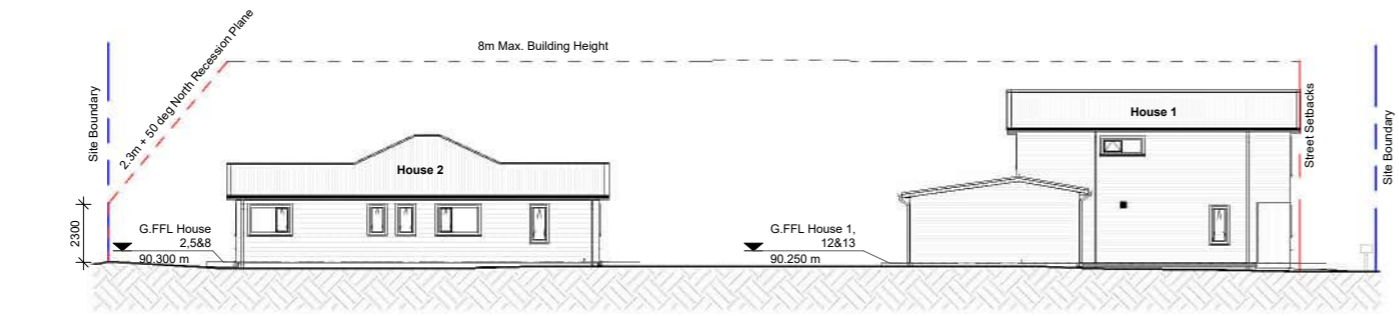 8m Max. Building Height
2.3m + 50 deg North Recession Plane
Site Boundary
House 2
House 1
Street Setbacks
Site Boundary
2300
G.FFL House
2,5&8
90.300 m
G.FFL House 1,
12&13
90.250 m